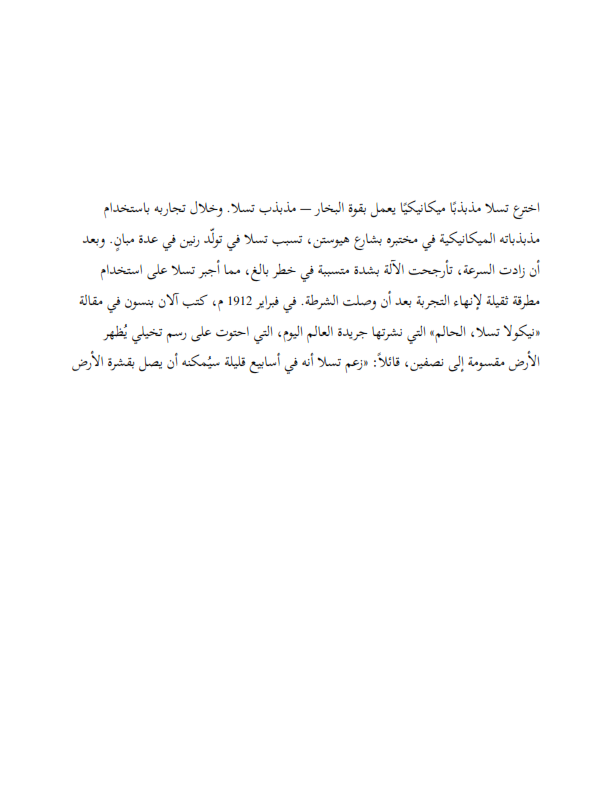 اخترع تسلا مذبذبًا ميكانيكيًا يعمل بقوة البخار — مذبذب تسلا. وخلال تجاربه باستخدام
مذبذباته الميكانيكية في مختبره بشارع هيوستن، تسبب تسلا في تولّد رنين في عدة مبانٍ. وبعد
أن زادت السرعة، تأرجحت الآلة بشدة متسببة في خطر بالغ، مما أجبر تسلا على استخدام
مطرقة ثقيلة لإنهاء التجربة بعد أن وصلت الشرطة. في فبراير 1912 م، كتب آلان بنسون في مقالة
«نيكولا تسلا، الحالم» التي نشرتها جريدة العالم اليوم، التي احتوت على رسم تخيلي يُظهر
الأرض مقسومة إلى نصفين، قائلاً: «زعم تسلا أنه في أسابيع قليلة سيُمكنه أن يصل بقشرة الأرض